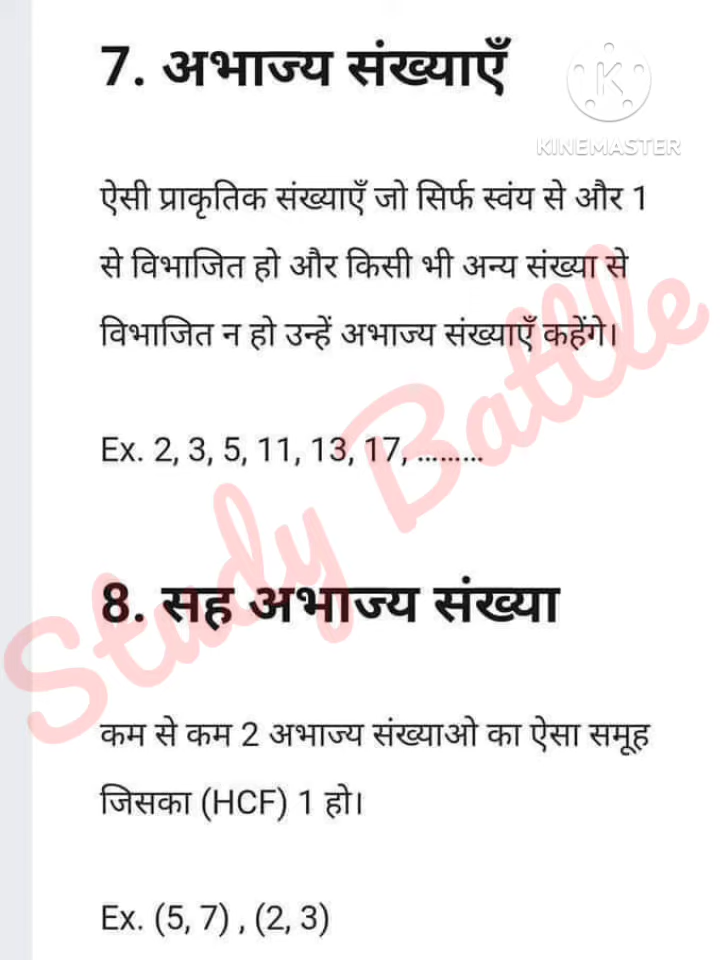 7. अभाज्य संख्याएँ
KINEMASTER
ऐसी प्राकृतिक संख्याएँ जो सिर्फ स्वंय से और 1
से विभाजित हो और किसी भी अन्य संख्या से
विभाजित न हो उन्हें अभाज्य संख्याएँ कहेंगे।
Ex. 2, 3, 5, 11, 13, 17, .........
Study Battle
8. सह अभाज्य संख्या
कम से कम 2 अभाज्य संख्याओ का ऐसा समूह
जिसका (HCF) 1 हो।
Ex. (5, 7) , (2, 3)